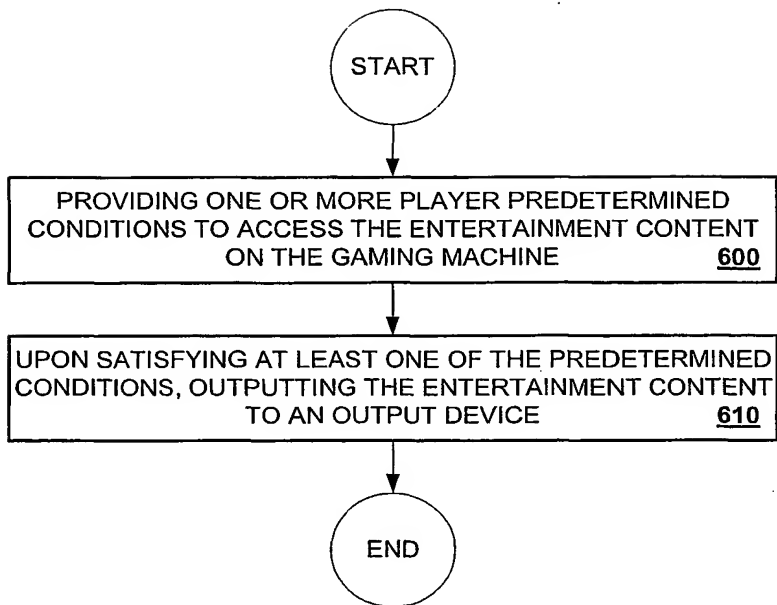 START
PROVIDING ONE OR MORE PLAYER PREDETERMINED
CONDITIONS TO ACCESS THE ENTERTAINMENT CONTENT
ON THE GAMING MACHINE 600
UPON SATISFYING AT LEAST ONE OF THE PREDETERMINED
CONDITIONS, OUTPUTTING THE ENTERTAINMENT CONTENT
TO AN OUTPUT DEVICE 610
END